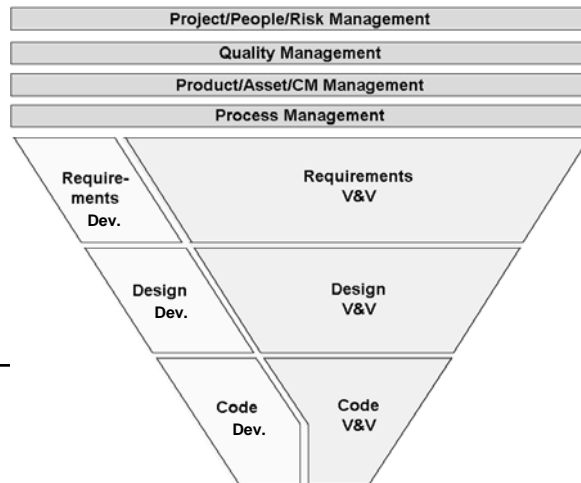 Project/People/Risk Management
Quality Management
Product/Asset/CM Management
Process Management
Require-
ments
Dev.
Requirements
V&V
Design
Dev.
Design
V&V
Code
Dev.
Code
V&V